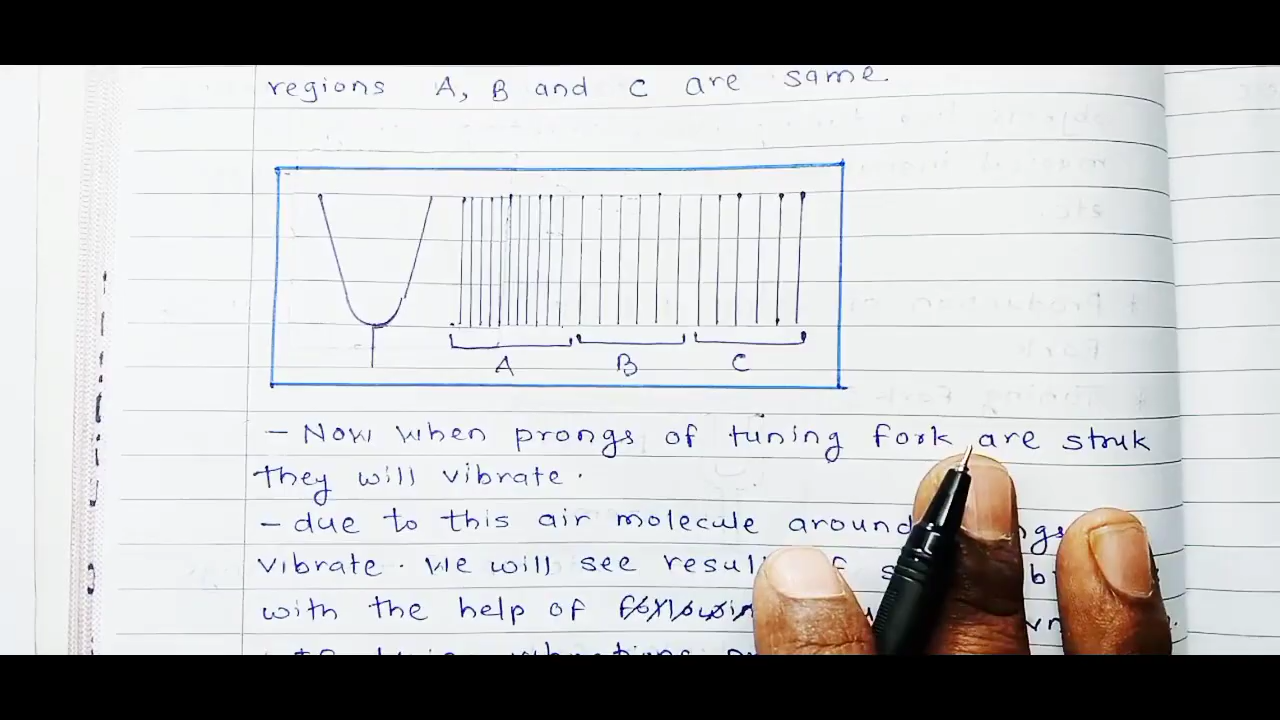 regions A, B and C are same.
A B C
- Now when prongs of tuning fork are struk
they will vibrate.
- due to this air molecule around
vibrate. We will see
with the help of